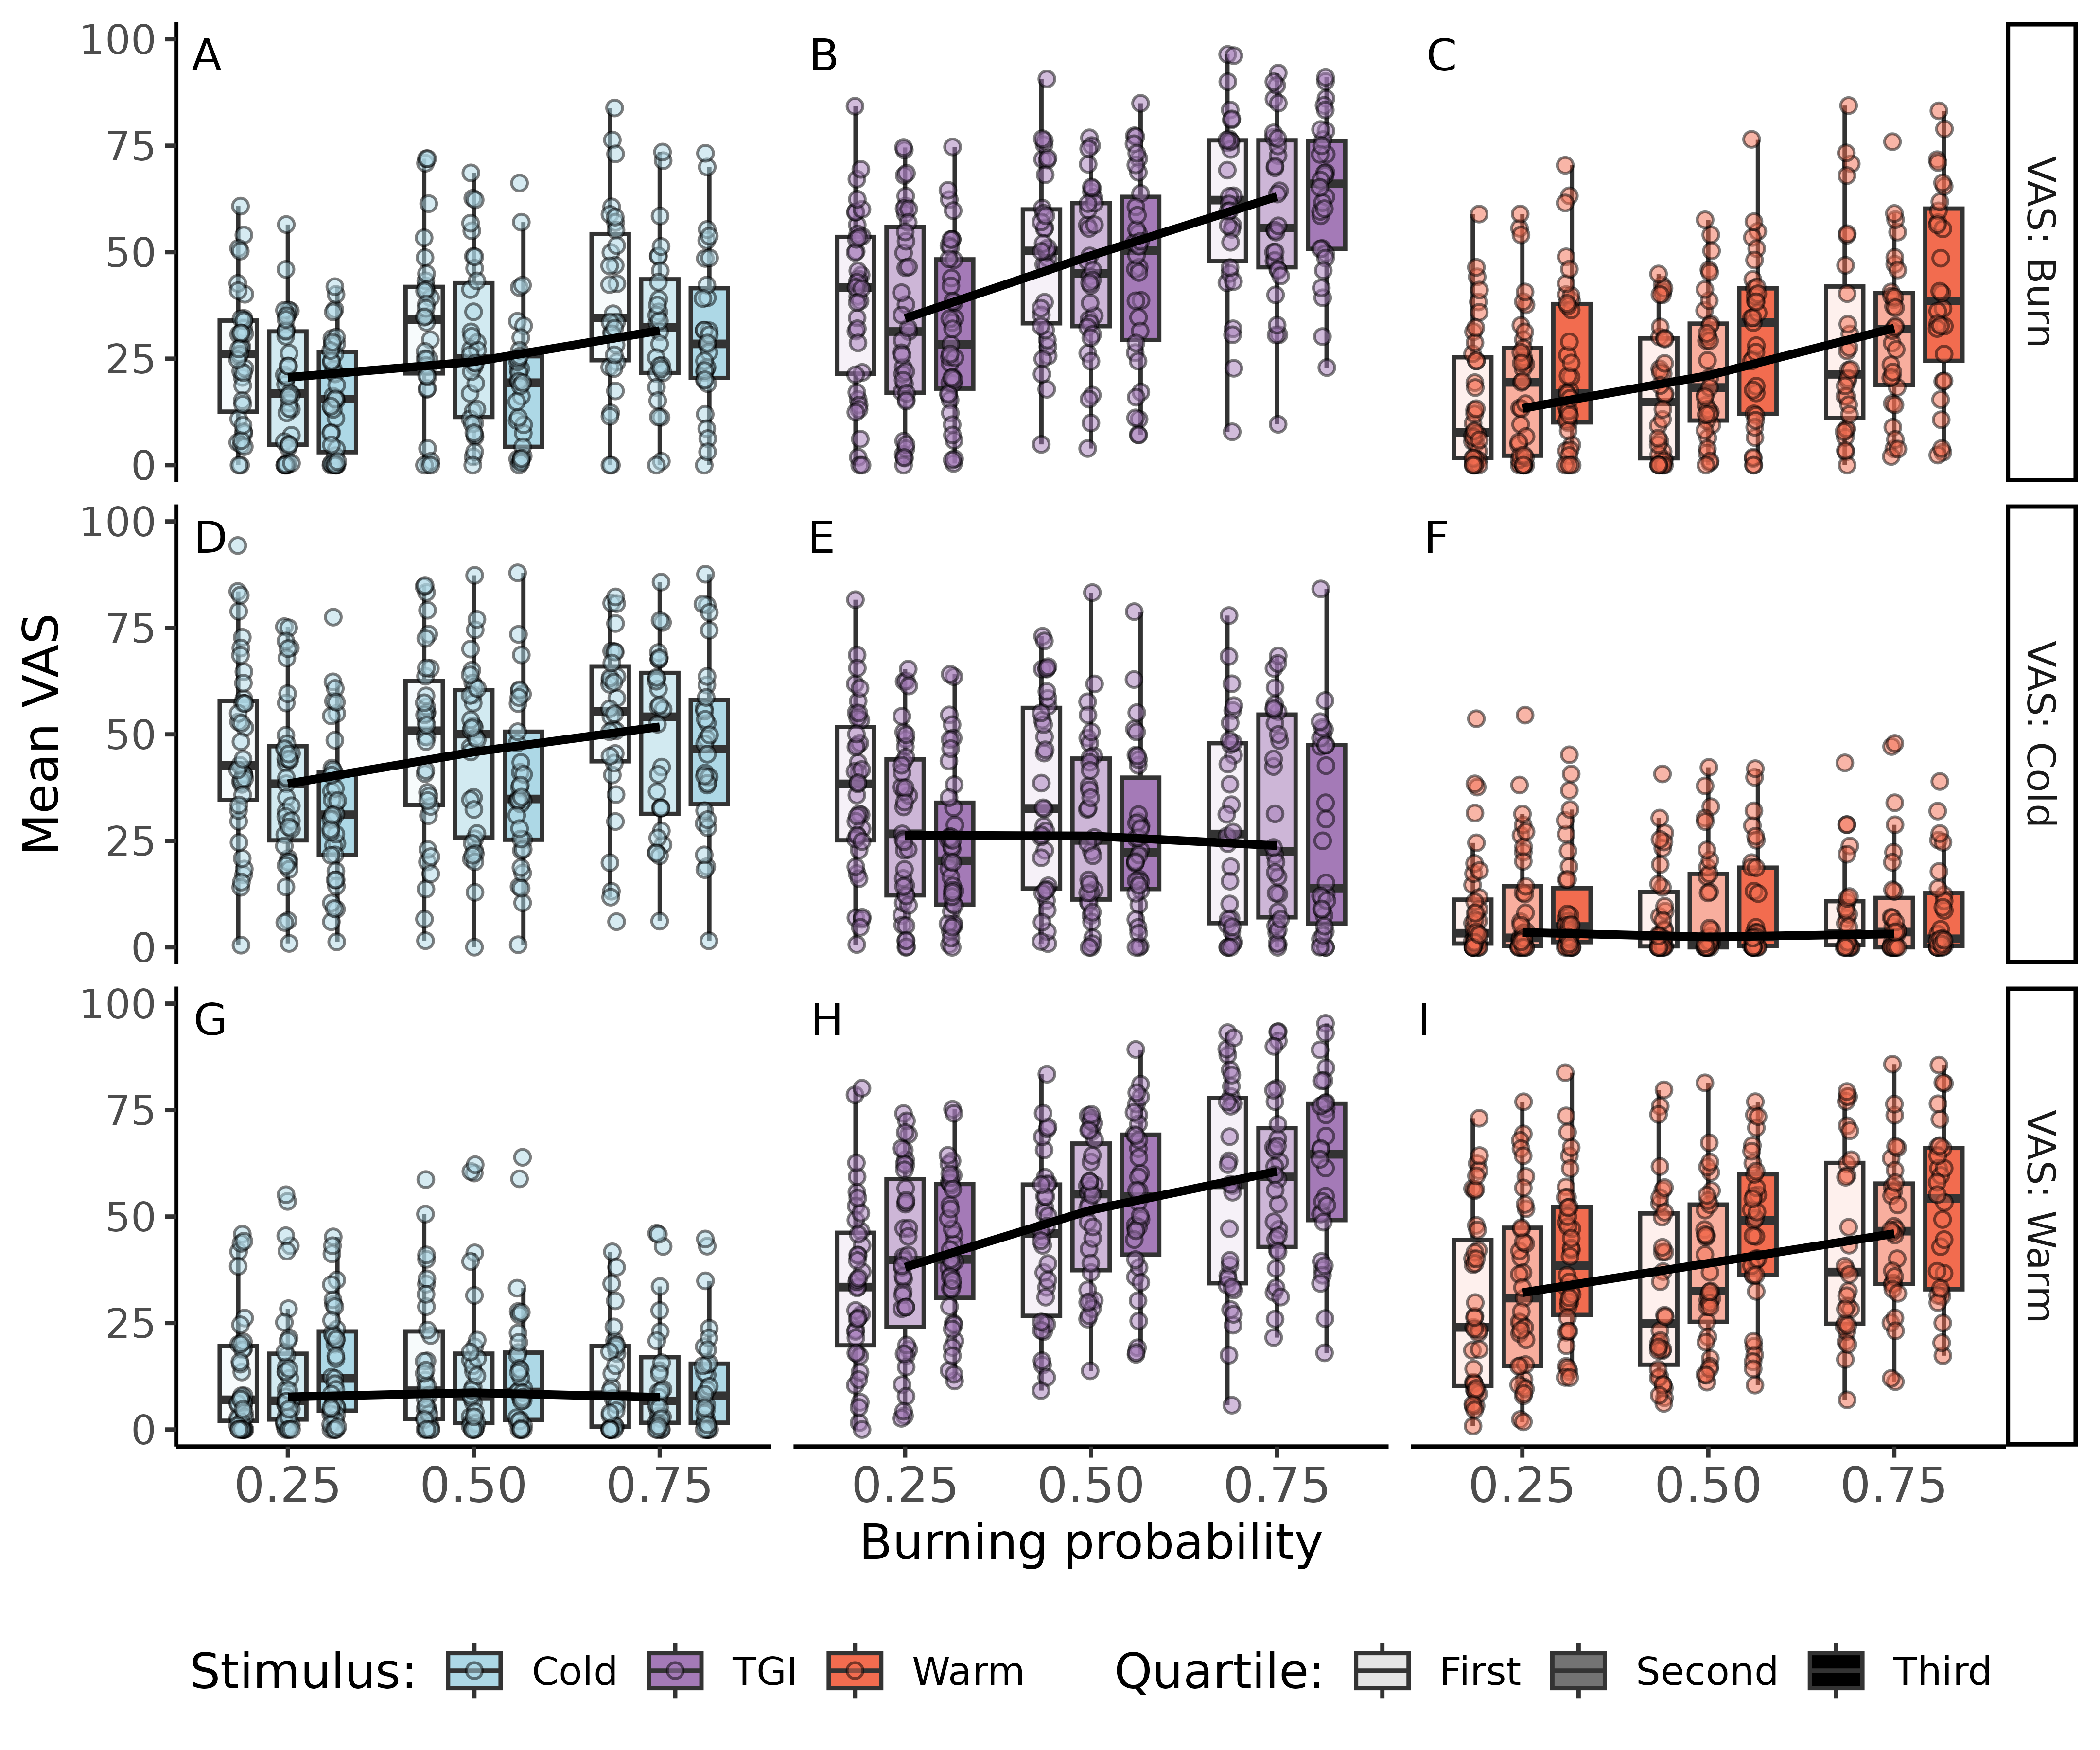 A
B
C
100
75
50
25
0
VAS: Burn
D
E
F
100
75
50
25
0
VAS: Cold
Mean VAS
G
H
I
100
75
50
25
0
VAS: Warm
0.25 0.50 0.75 0.25 0.50 0.75 0.25 0.50 0.75
Burning probability
Stimulus: Cold TGI Warm Quartile: First Second Third